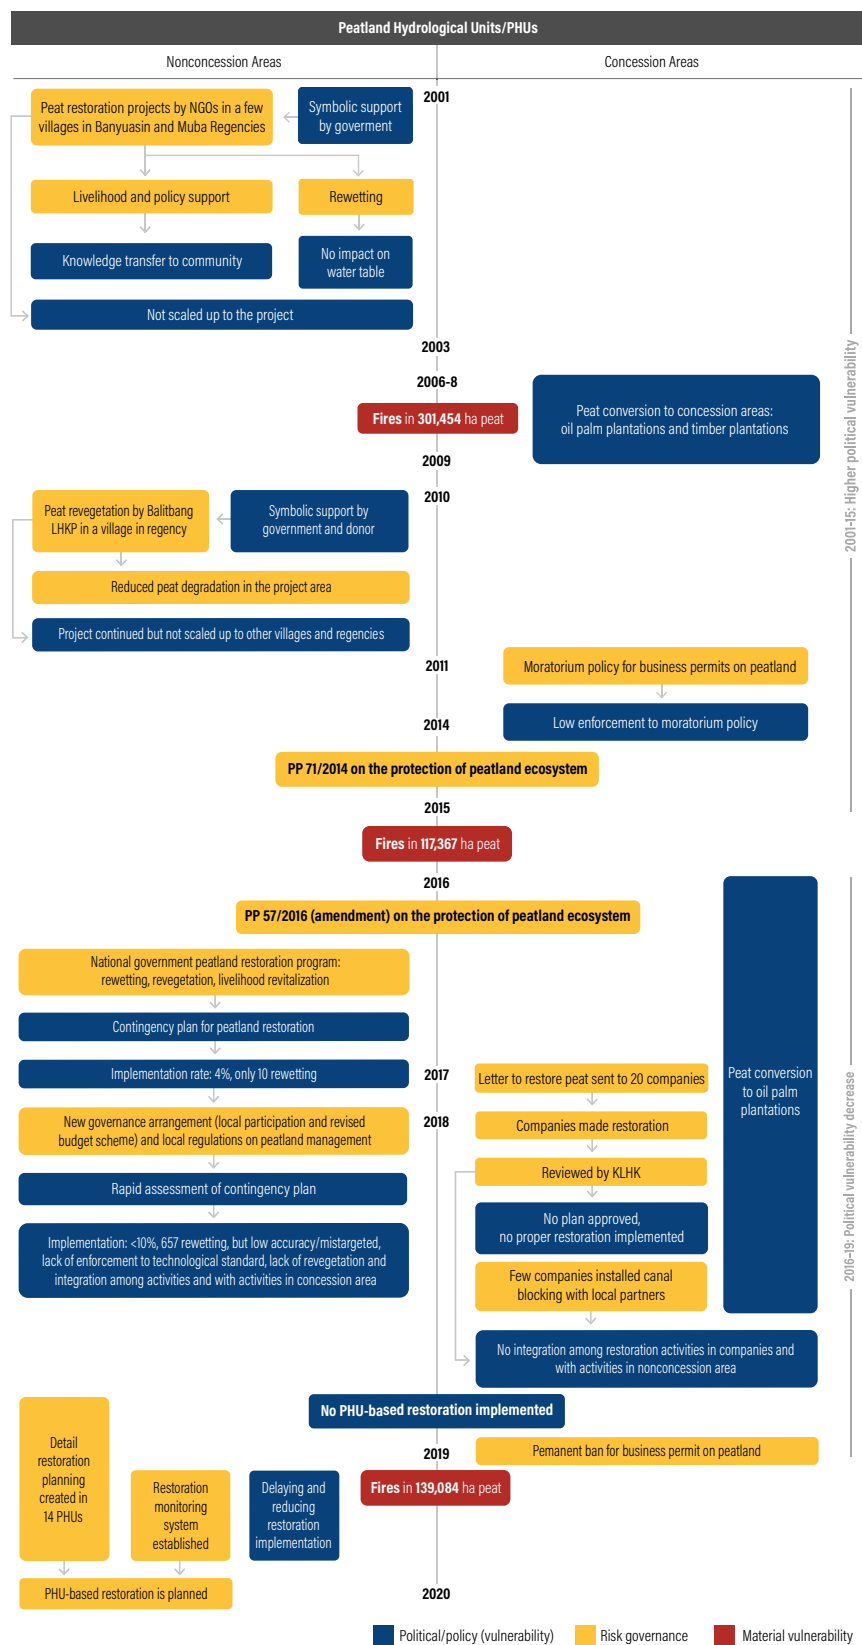 Peatland Hydrological Units/PHUs
Nonconcession Areas
Concession Areas
2001
Peat restoration projects by NGOs in a few
villages in Banyuasin and Muba Regencies
Symbolic support
by goverment
Livelihood and policy support
Rewetting
Knowledge transfer to community
No impact on
water table
Not scaled up to the project
2003
2006-8
Fires in 301,454 ha peat
Peat conversion to concession areas:
oil palm plantations and timber plantations
2009
2010
Peat revegetation by Balitbang
LHKP in a village in regency
Symbolic support by
government and donor
Reduced peat degradation in the project area
Project continued but not scaled up to other villages and regencies
2011
Moratorium policy for business permits on peatland
2014
Low enforcement to moratorium policy
PP 71/2014 on the protection of peatland ecosystem
2015
Fires in 117,367 ha peat
2001-15: Higher political vulnerability
2016
PP 57/2016 (amendment) on the protection of peatland ecosystem
National government peatland restoration program:
rewetting, revegetation, livelihood revitalization
Contingency plan for peatland restoration
Implementation rate: 4%, only 10 rewetting
2017
Letter to restore peat sent to 20 companies
Peat conversion
to oil palm
plantations
New governance arrangement (local participation and revised
budget scheme) and local regulations on peatland management
2018
Companies made restoration
Rapid assessment of contingency plan
Reviewed by KLHK
No plan approved,
no proper restoration implemented
Implementation: <10%, 657 rewetting, but low accuracy/mistargeted,
lack of enforcement to technological standard, lack of revegetation and
integration among activities and with activities in concession area
Few companies installed canal
blocking with local partners
No integration among restoration activities in companies and
with activities in nonconcession area
2016–19: Political vulnerability decrease
No PHU-based restoration implemented
2019
Pemanent ban for business permit on peatland
Detail
restoration
planning
created in
14 PHUs
Restoration
monitoring
system
established
Delaying and
reducing
restoration
implementation
Fires in 139,084 ha peat
PHU-based restoration is planned
2020
Political/policy (vulnerability)
Risk governance
Material vulnerability